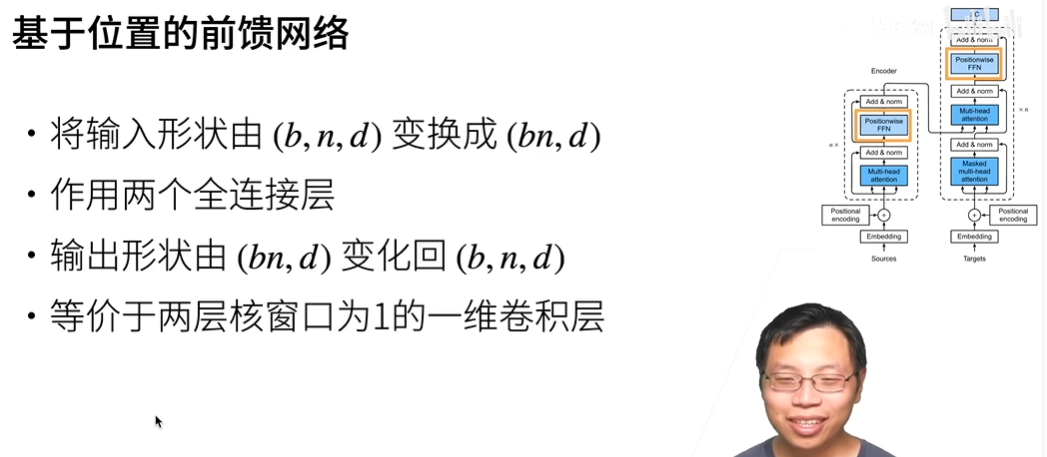 基于位置的前馈网络
• 将输入形状由 (b, n, d) 变换成 (bn, d)
• 作用两个全连接层
• 输出形状由 (bn, d) 变化回 (b, n, d)
• 等价于两层核窗口为1的一维卷积层
Encoder
Add & norm
Positionwise
FFN
n×
Add & norm
Multi-head
attention
Positional
encoding
+
Embedding
Sources
Add & norm
Positionwise
FFN
Add & norm
× n
Muti-head
attention
Add & norm
Masked
multi-head
attention
+
Positional
encoding
Embedding
Targets